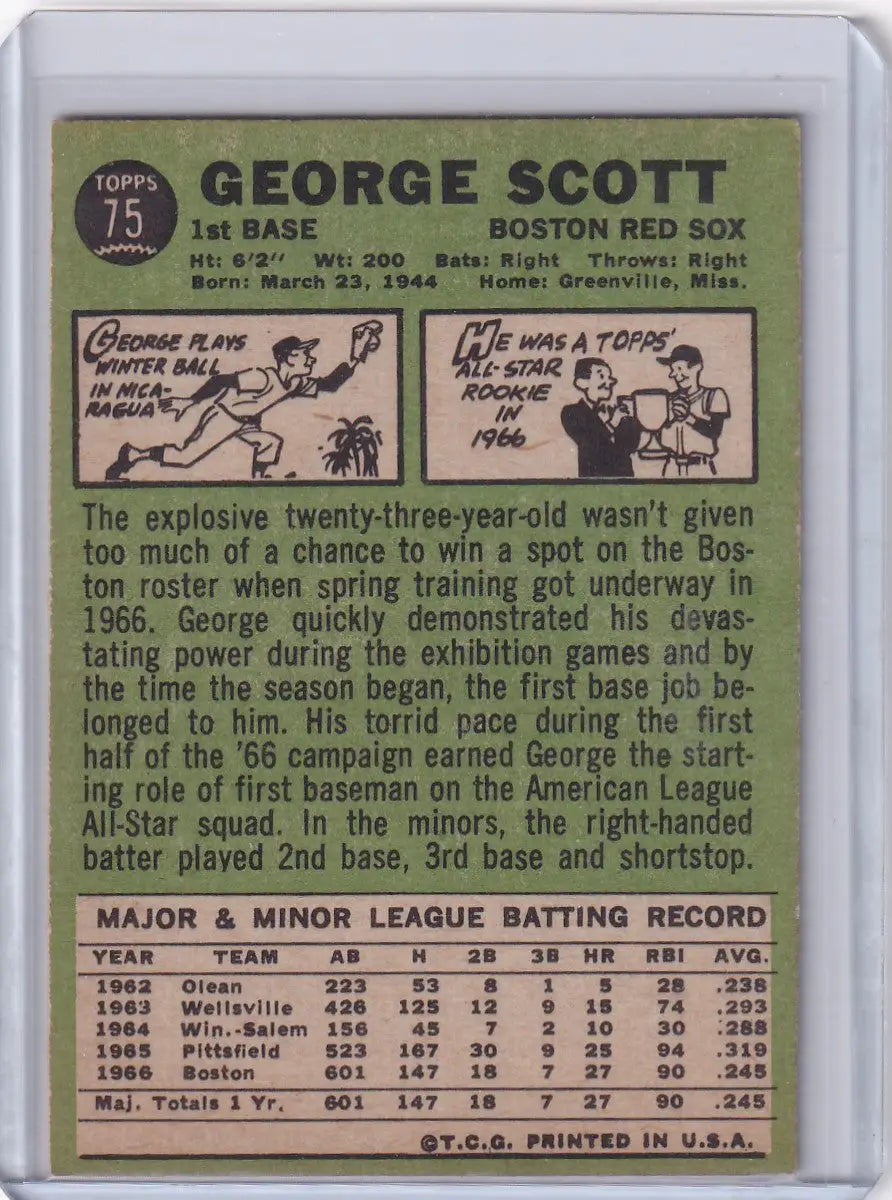 TOPPS
75
GEORGE SCOTT
1st BASE BOSTON RED SOX
Ht: 6'2" Wt: 200 Bats: Right Throws: Right
Born: March 23, 1944 Home: Greenville, Miss.
GEORGE PLAYS
WINTER BALL
IN NICA-
RAGUA
HE WAS A TOPPS'
ALL-STAR
ROOKIE
IN
1966
The explosive twenty-three-year-old wasn't given
too much of a chance to win a spot on the Bos-
ton roster when spring training got underway in
1966. George quickly demonstrated his devas-
tating power during the exhibition games and by
the time the season began, the first base job be-
longed to him. His torrid pace during the first
half of the '66 campaign earned George the start-
ing role of first baseman on the American League
All-Star squad. In the minors, the right-handed
batter played 2nd base, 3rd base and shortstop.
MAJOR & MINOR LEAGUE BATTING RECORD
YEAR TEAM AB H 2B 3B HR RBI AVG.
1962 Olean 223 53 8 1 5 28 .238
1963 Wellsville 426 125 12 9 15 74 .293
1964 Win.-Salem 156 45 7 2 10 30 .288
1965 Pittsfield 523 167 30 9 25 94 .319
1966 Boston 601 147 18 7 27 90 .245
Maj. Totals 1 Yr. 601 147 18 7 27 90 .245
©T.C.G. PRINTED IN U.S.A.